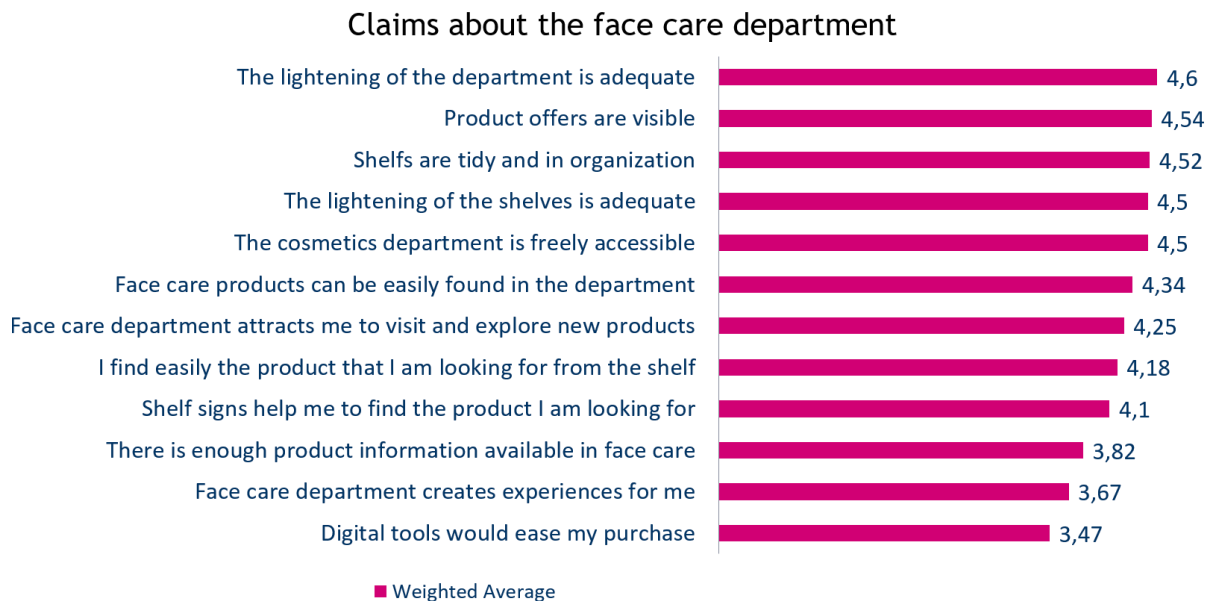 Claims about the face care department
The lightening of the department is adequate 4,6
Product offers are visible 4,54
Shelfs are tidy and in organization 4,52
The lightening of the shelves is adequate 4,5
The cosmetics department is freely accessible 4,5
Face care products can be easily found in the department 4,34
Face care department attracts me to visit and explore new products 4,25
I find easily the product that I am looking for from the shelf 4,18
Shelf signs help me to find the product I am looking for 4,1
There is enough product information available in face care 3,82
Face care department creates experiences for me 3,67
Digital tools would ease my purchase 3,47
Weighted Average